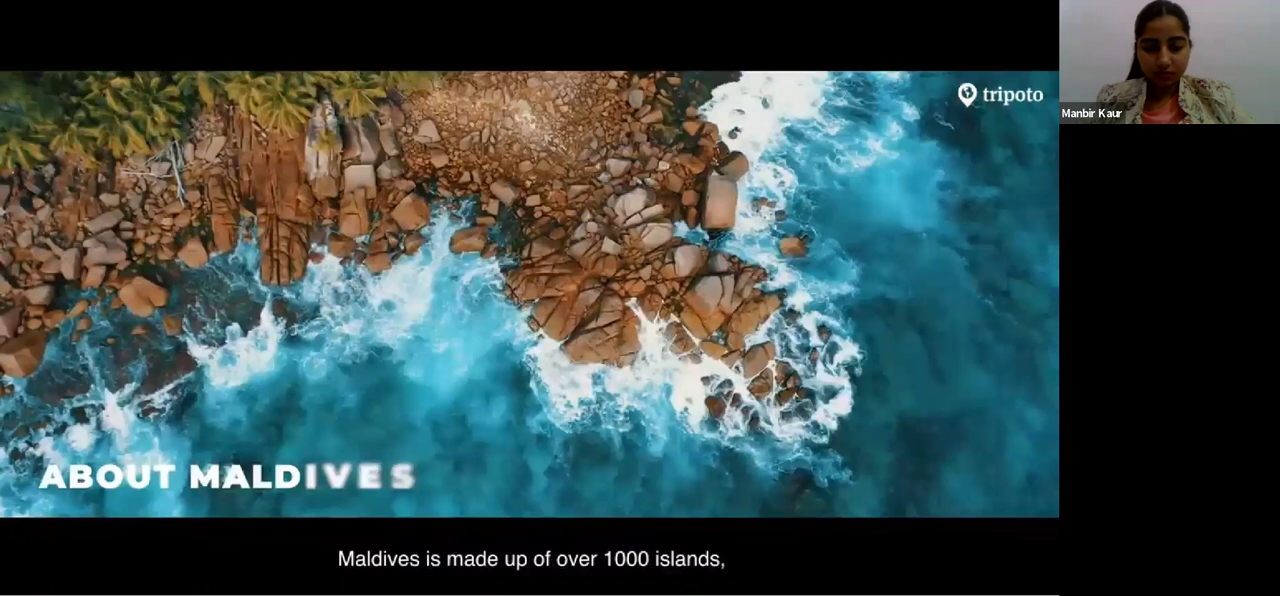 tripoto
Manbir Kaur
ABOUT MALDIVES
Maldives is made up of over 1000 islands,